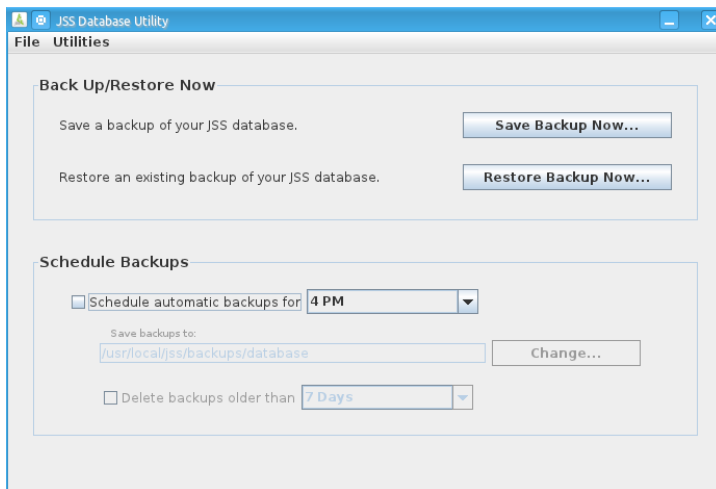 JSS Database Utility
File Utilities
Back Up/Restore Now
Save a backup of your JSS database.
Save Backup Now...
Restore an existing backup of your JSS database.
Restore Backup Now...
Schedule Backups
Schedule automatic backups for 4 PM
Save backups to:
/usr/local/jss/backups/database
Change...
Delete backups older than 7 Days